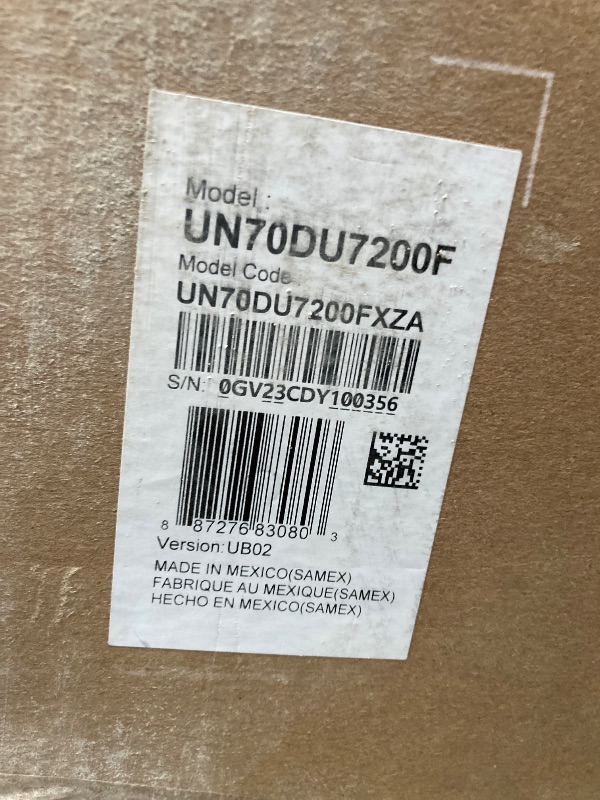 Model :
UN70DU7200F
Model Code
UN70DU7200FXZA
S/N: 0GV23CDY100356
8 87276 83080 3
Version:UB02
MADE IN MEXICO(SAMEX)
FABRIQUE AU MEXIQUE(SAMEX)
HECHO EN MEXICO(SAMEX)